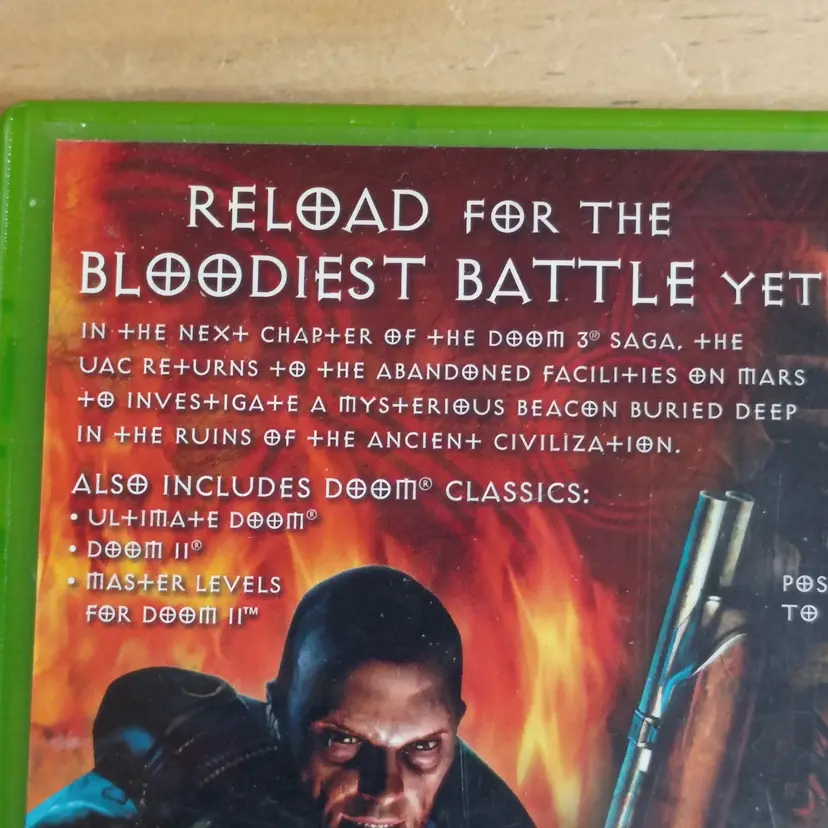 RELOAD FOR THE
BLOODIEST BATTLE YET
IN THE NEXT CHAPTER OF THE DOOM 3® SAGA, THE
UAC RETURNS TO THE ABANDONED FACILITIES ON MARS
TO INVESTIGATE A MYSTERIOUS BEACON BURIED DEEP
IN THE RUINS OF THE ANCIENT CIVILIZATION.
ALSO INCLUDES DOOM® CLASSICS:
• ULTIMATE DOOM®
• DOOM II®
• MASTER LEVELS
FOR DOOM II™
POS
TO